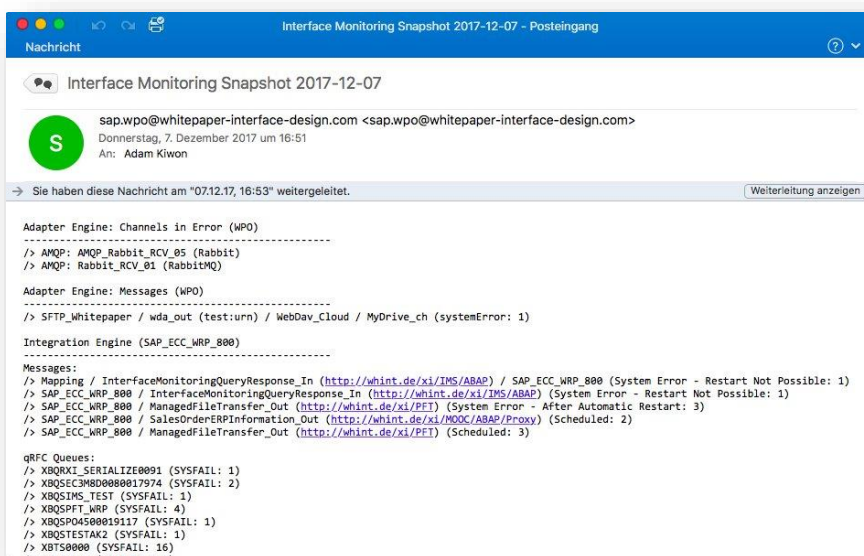 Interface Monitoring Snapshot 2017-12-07 - Posteingang
Nachricht
?
Interface Monitoring Snapshot 2017-12-07
S
sap.wpo@whitepaper-interface-design.com <sap.wpo@whitepaper-interface-design.com>
Donnerstag, 7. Dezember 2017 um 16:51
An: Adam Kiwon
→ Sie haben diese Nachricht am "07.12.17, 16:53" weitergeleitet.
Weiterleitung anzeigen
Adapter Engine: Channels in Error (WPO)
-------------------------------------------------
/> AMQP: AMQP_Rabbit_RCV_05 (Rabbit)
/> AMQP: Rabbit_RCV_01 (RabbitMQ)
Adapter Engine: Messages (WPO)
-------------------------------------------------
/> SFTP_Whitepaper / wda_out (test:urn) / WebDav_Cloud / MyDrive_ch (systemError: 1)
Integration Engine (SAP_ECC_WRP_800)
-------------------------------------------------
Messages:
/> Mapping / InterfaceMonitoringQueryResponse_In (http://whint.de/xi/IMS/ABAP) / SAP_ECC_WRP_800 (System Error - Restart Not Possible: 1)
/> SAP_ECC_WRP_800 / InterfaceMonitoringQueryResponse_In (http://whint.de/xi/IMS/ABAP) (System Error - Restart Not Possible: 1)
/> SAP_ECC_WRP_800 / ManagedFileTransfer_Out (http://whint.de/xi/PFT) (System Error - After Automatic Restart: 3)
/> SAP_ECC_WRP_800 / SalesOrderERPInformation_Out (http://whint.de/xi/MOOC/ABAP/Proxy) (Scheduled: 2)
/> SAP_ECC_WRP_800 / ManagedFileTransfer_Out (http://whint.de/xi/PFT) (Scheduled: 3)
qRFC Queues:
/> XBQRXI_SERIALIZE0091 (SYSFAIL: 1)
/> XBQSEC3M8D0080017974 (SYSFAIL: 2)
/> XBQSIMS_TEST (SYSFAIL: 1)
/> XBQSPFT_WRP (SYSFAIL: 4)
/> XBQSPO4500019117 (SYSFAIL: 1)
/> XBQSTESTAK2 (SYSFAIL: 1)
/> XBTS0000 (SYSFAIL: 16)